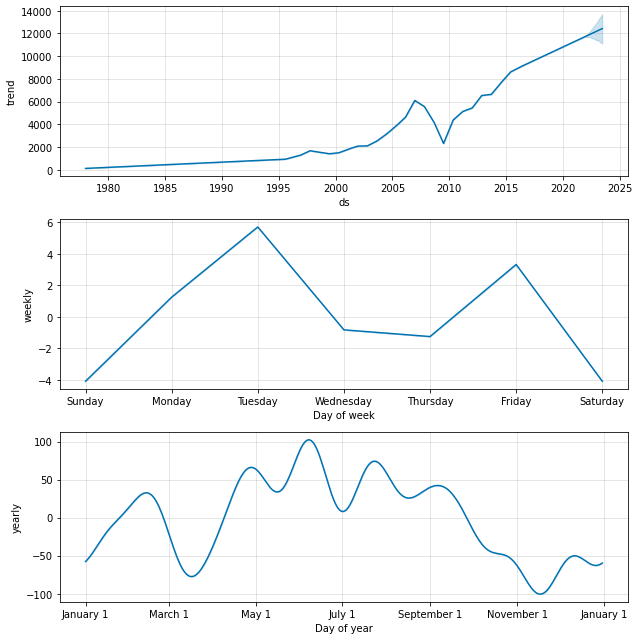 14000
12000
10000
8000
6000
4000
2000
0
trend
1980 1985 1990 1995 2000 2005 2010 2015 2020 2025
ds
6
4
2
0
−2
−4
weekly
Sunday Monday Tuesday Wednesday Thursday Friday Saturday
Day of week
100
50
0
−50
−100
yearly
January 1 March 1 May 1 July 1 September 1 November 1 January 1
Day of year